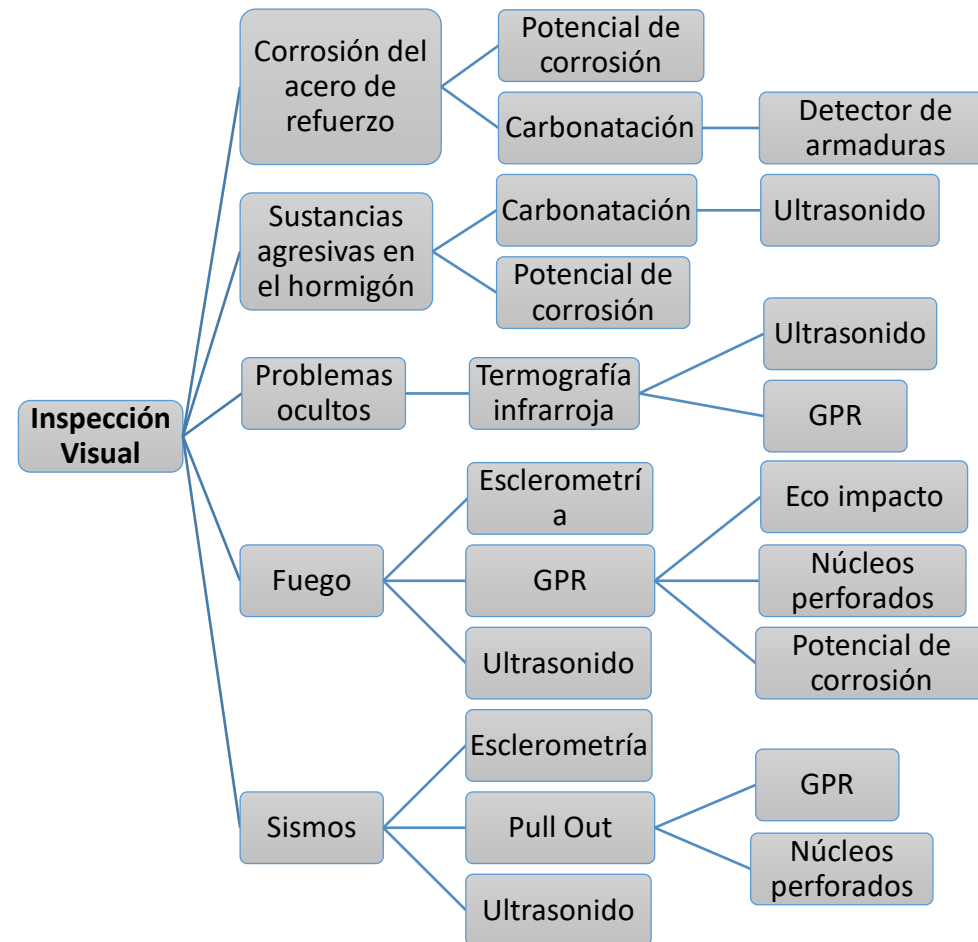 Inspección
Visual
Corrosión del
acero de
refuerzo
Potencial de
corrosión
Carbonatación
Detector de
armaduras
Sustancias
agresivas en
el hormigón
Carbonatación
Ultrasonido
Potencial de
corrosión
Problemas
ocultos
Termografía
infrarroja
Ultrasonido
GPR
Fuego
Esclerometrí
a
GPR
Eco impacto
Núcleos
perforados
Potencial de
corrosión
Ultrasonido
Sismos
Esclerometría
Pull Out
GPR
Núcleos
perforados
Ultrasonido